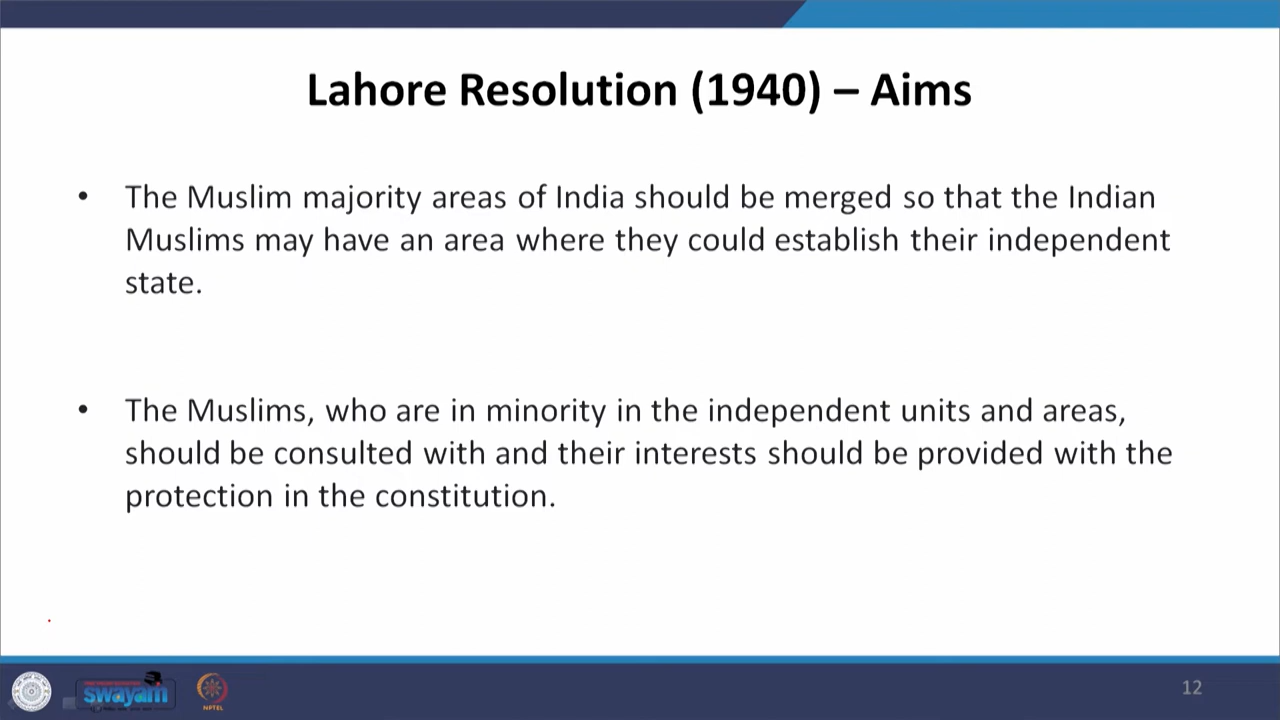 Lahore Resolution (1940) – Aims
• The Muslim majority areas of India should be merged so that the Indian
Muslims may have an area where they could establish their independent
state.
• The Muslims, who are in minority in the independent units and areas,
should be consulted with and their interests should be provided with the
protection in the constitution.
swayam
NPTEL
12